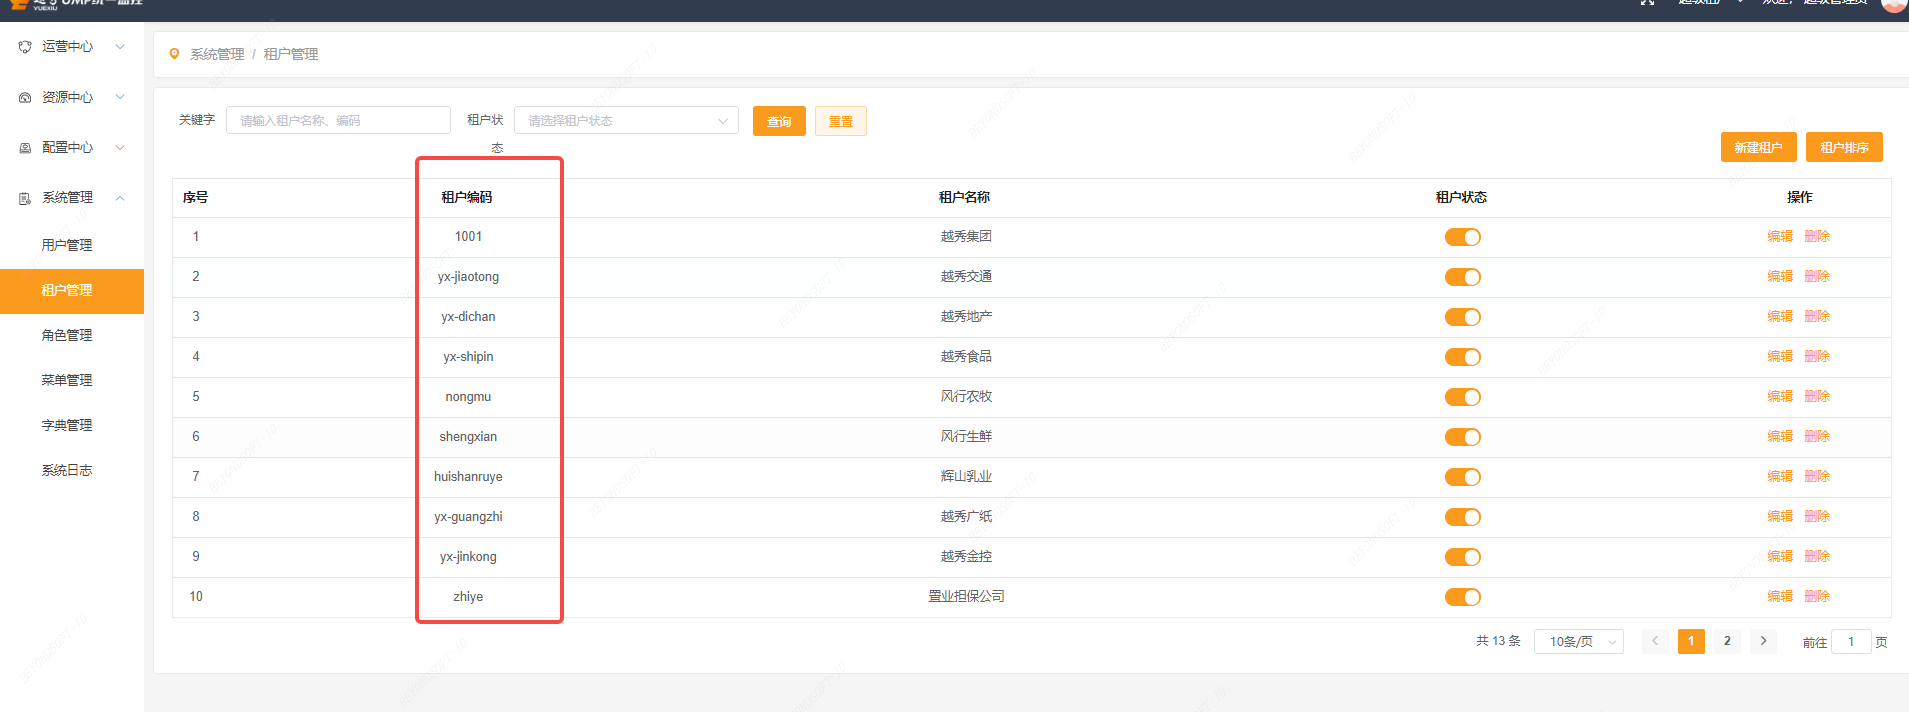 YUEXIU
运营中心
资源中心
配置中心
系统管理
用户管理
租户管理
角色管理
菜单管理
字典管理
系统日志
系统管理 / 租户管理
关键字 请输入租户名称、编码 租户状态 请选择租户状态 查询 重置
新建租户 租户排序
序号 租户编码 租户名称 租户状态 操作
1 1001 越秀集团 编辑 删除
2 yx-jiaotong 越秀交通 编辑 删除
3 yx-dichan 越秀地产 编辑 删除
4 yx-shipin 越秀食品 编辑 删除
5 nongmu 风行农牧 编辑 删除
6 shengxian 风行生鲜 编辑 删除
7 huishanruye 辉山乳业 编辑 删除
8 yx-guangzhi 越秀广纸 编辑 删除
9 yx-jinkong 越秀金控 编辑 删除
10 zhiye 置业担保公司 编辑 删除
共 13 条 10条/页 1 2 前往 1 页